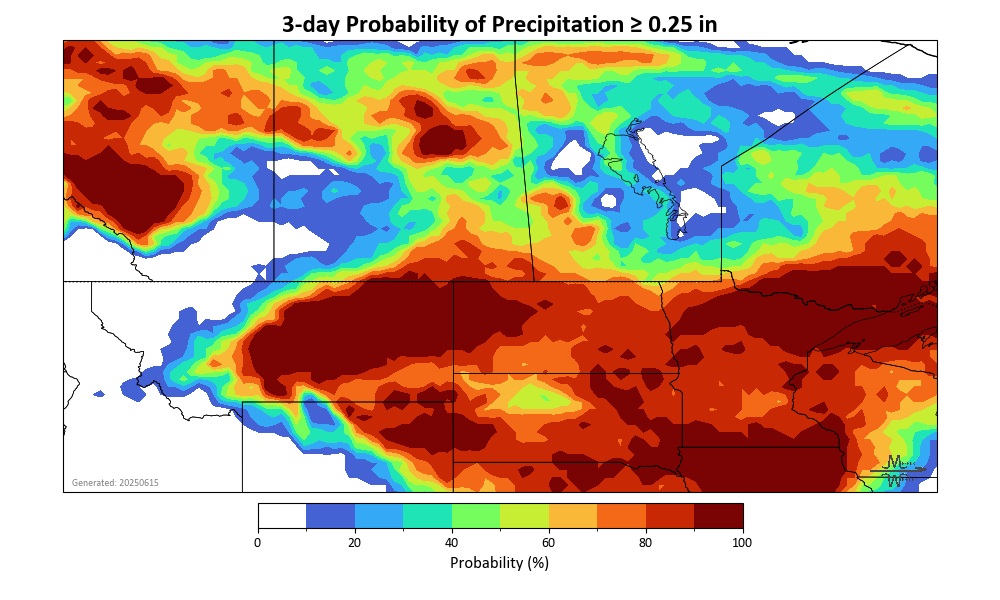 3-day Probability of Precipitation ≥ 0.25 in
Generated: 20250615
0 20 40 60 80 100
Probability (%)